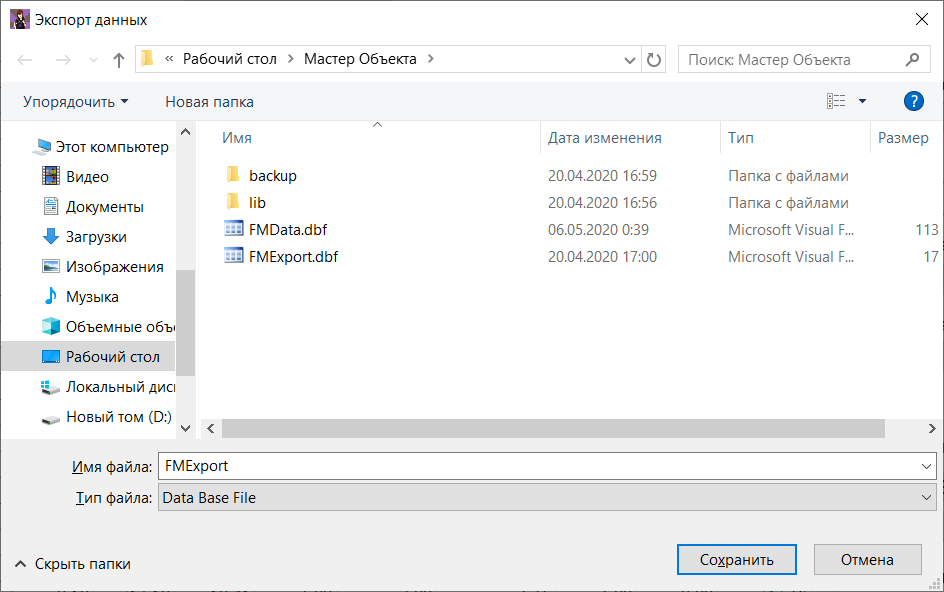 Экспорт данных
« Рабочий стол › Мастер Объекта ›
Поиск: Мастер Объекта
Упорядочить
Новая папка
?
Этот компьютер
Видео
Документы
Загрузки
Изображения
Музыка
Объемные объ
Рабочий стол
Локальный дис
Новый том (D:)
Имя Дата изменения Тип Размер
backup 20.04.2020 16:59 Папка с файлами
lib 20.04.2020 16:56 Папка с файлами
FMData.dbf 06.05.2020 0:39 Microsoft Visual F... 113
FMExport.dbf 20.04.2020 17:00 Microsoft Visual F... 17
Имя файла: FMExport
Тип файла: Data Base File
Скрыть папки
Сохранить
Отмена